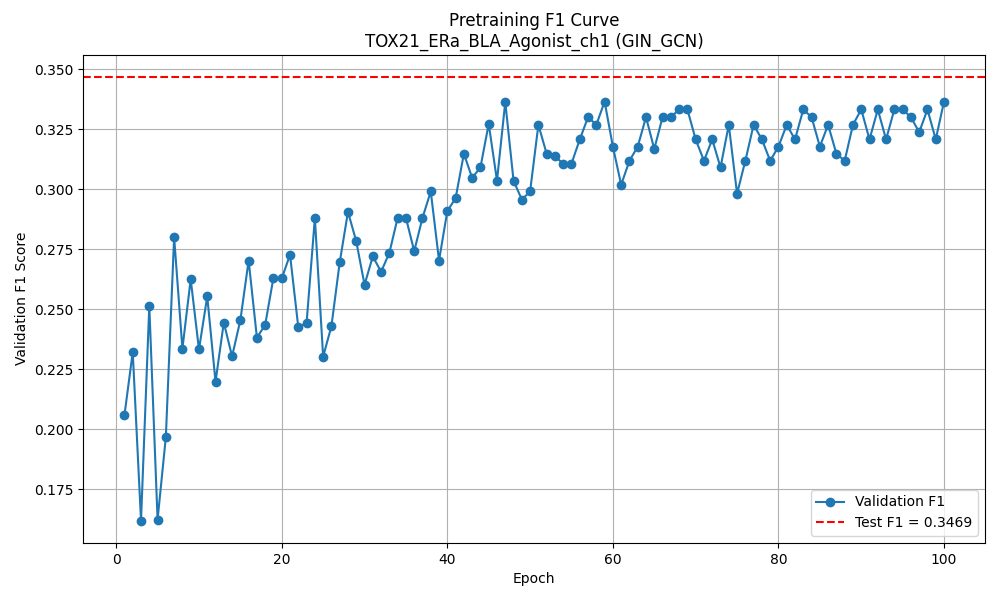 Pretraining F1 Curve
TOX21_ERa_BLA_Agonist_ch1 (GIN_GCN)
Validation F1 Score
0.350
0.325
0.300
0.275
0.250
0.225
0.200
0.175
0
20
40
60
80
100
Epoch
Validation F1
Test F1 = 0.3469